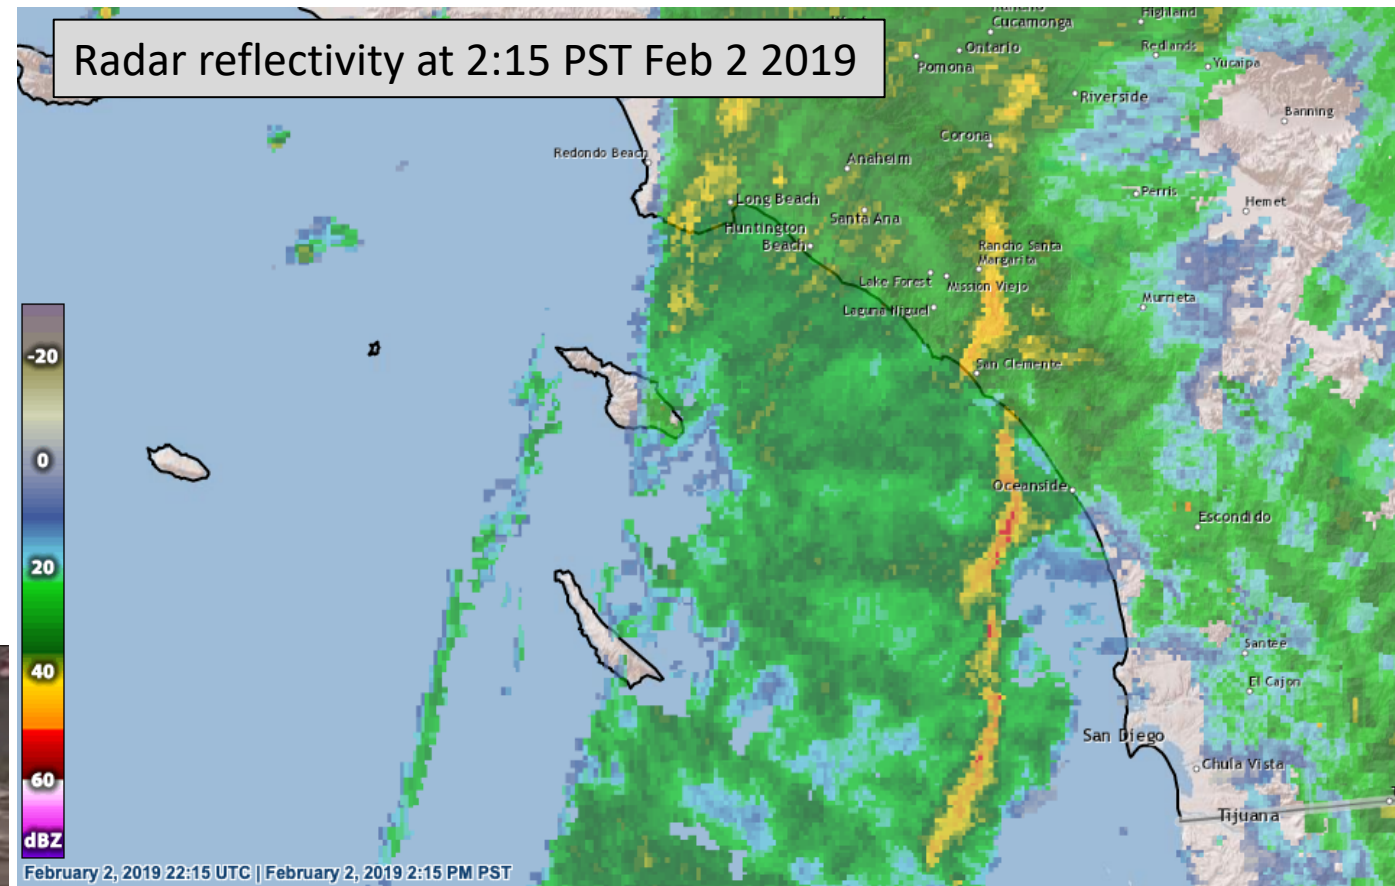 Radar reflectivity at 2:15 PST Feb 2 2019
Cucamonga
Highland
Ontario
Redlands
Pomona
Yucaipa
Riverside
Banning
Corona
Redondo Beach
Anaheim
Perris
Hemet
Long Beach
Santa Ana
Huntington
Beach
Rancho Santa
Margarita
Lake Forest
Mission Viejo
Laguna Niguel
Murrieta
San Clemente
Oceanside
Escondido
Santee
El Cajon
San Diego
Chula Vista
Tijuana
-20
0
20
40
60
dBZ
February 2, 2019 22:15 UTC | February 2, 2019 2:15 PM PST